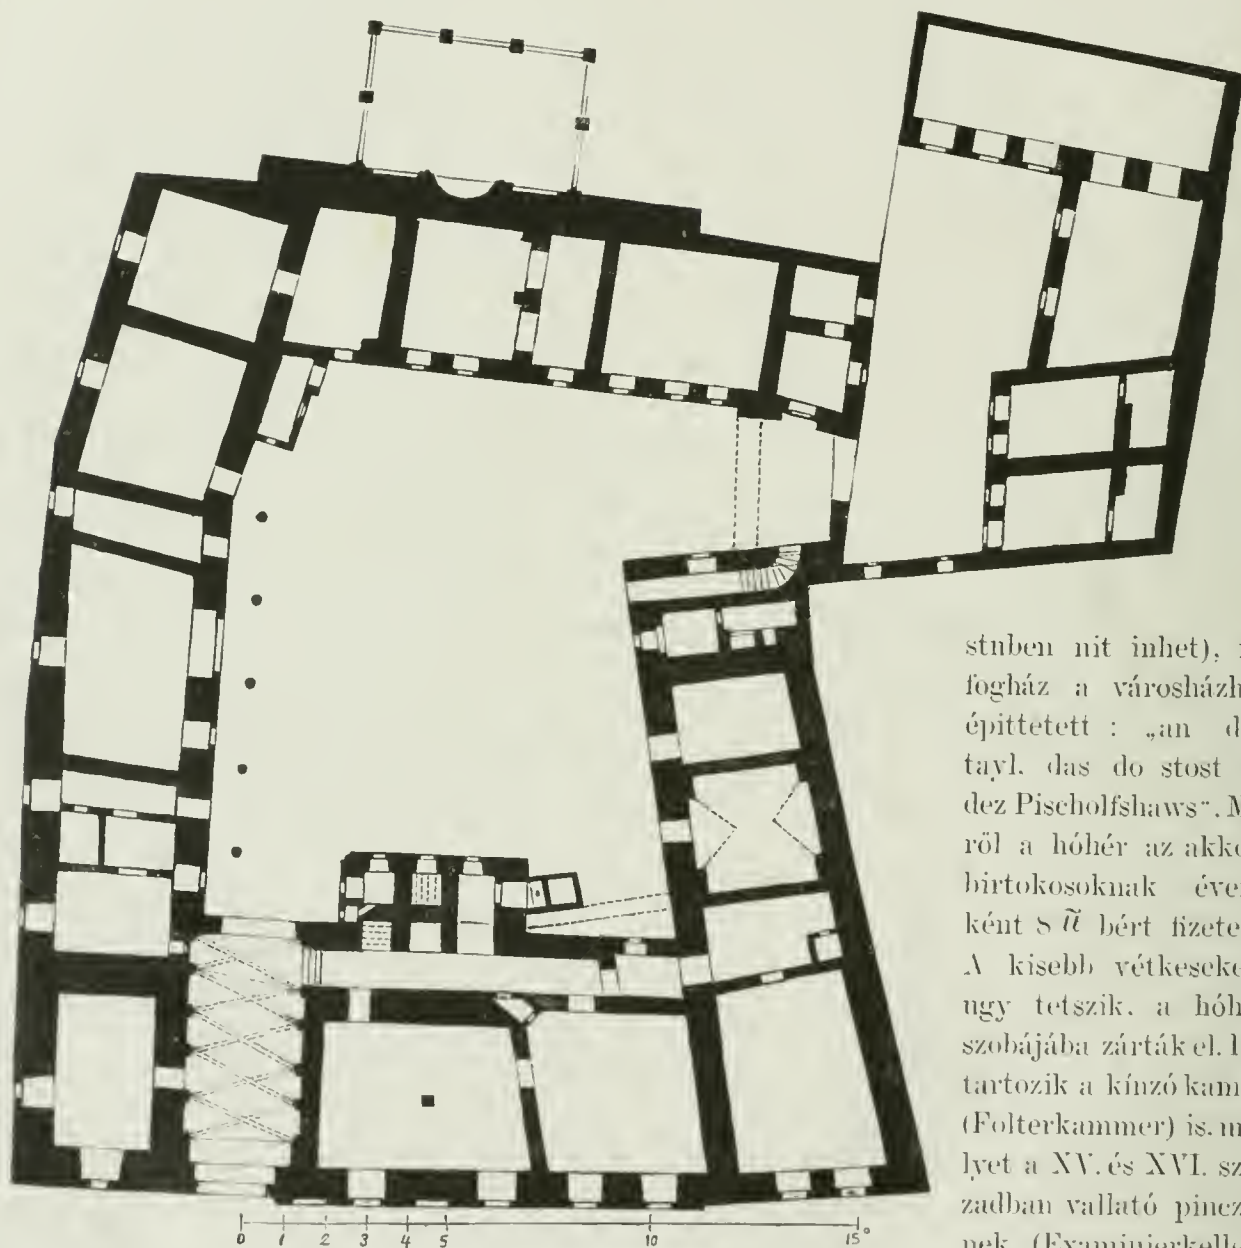 stuben nit inhet),
fogház a városházh
épittetett : „an d
tayl. das do stost
dez Pischolfshaws“. M
ről a hóhér az akko
birtokosoknak éve
ként 8 ũ bért fizete
A kisebb vétkeseke
ugy tetszik. a hóh
szobájába zárták el. I
tartozik a kínzó kam
(Folterkammer) is. m
lyet a XV. és XVI. sz
zadban vallató pincz
nek (Examinierkelle
0 1 2 3 4 5 10 15°